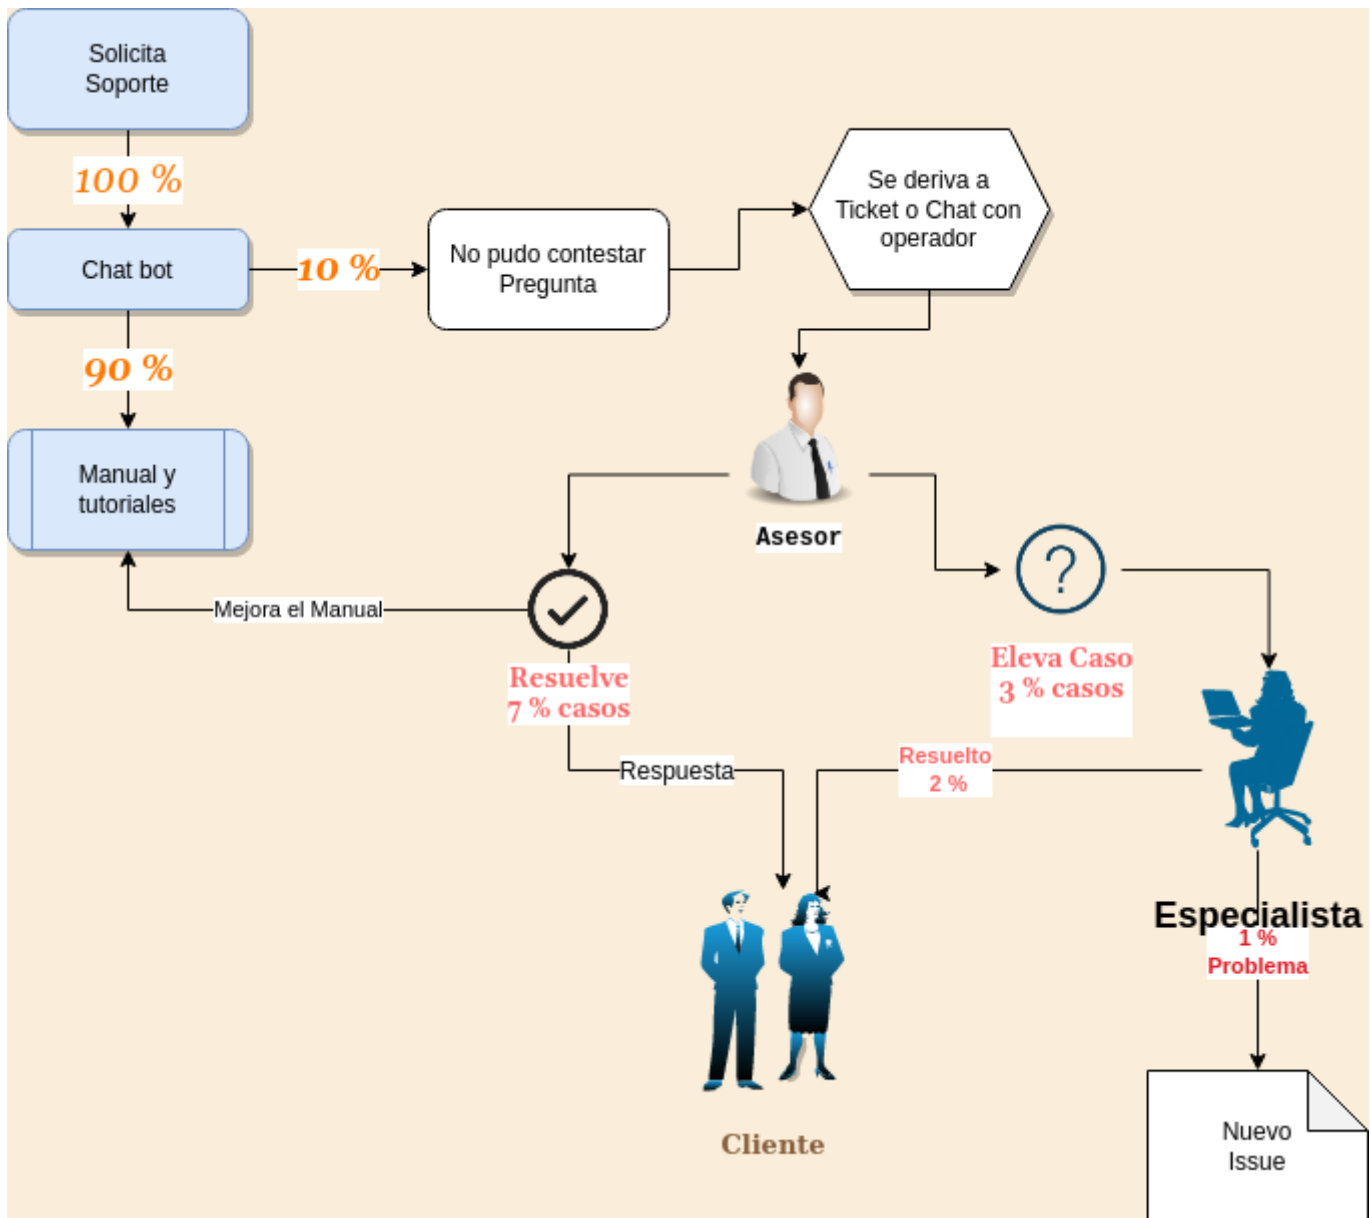 Solicita
Soporte
100 %
Chat bot
10 %
No pudo contestar
Pregunta
Se deriva a
Ticket o Chat con
operador
90 %
Manual y
tutoriales
Asesor
Mejora el Manual
Resuelve
7 % casos
Eleva Caso
3 % casos
Respuesta
Resuelto
2 %
Especialista
1 %
Problema
Cliente
Nuevo
Issue